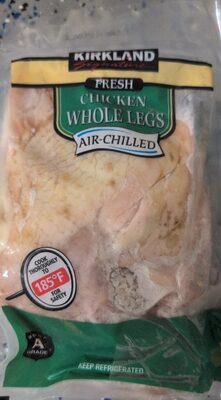 KIRKLAND
Signature
FRESH
CHICKEN
WHOLE LEGS
AIR-CHILLED
COOK
THOROUGHLY
TO
185°F
FOR
SAFETY
A
GRADE
KEEP REFRIGERATED